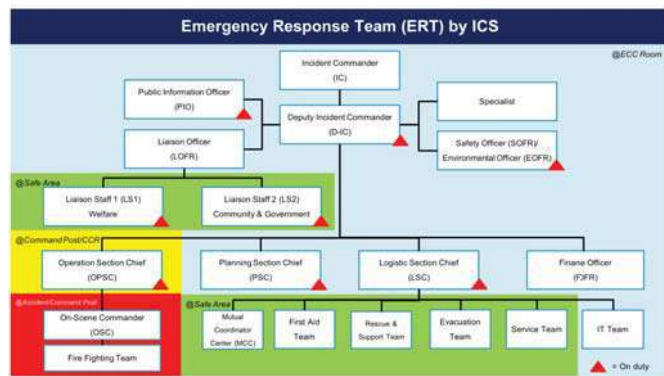 Emergency Response Team (ERT) by ICS
@ECC Room
Incident Commander
(IC)
Public Information Officer
(PIO)
Deputy Incident Commander
(D-IC)
Specialist
Liaison Officer
(LOFR)
Safety Officer (SOFR)/
Environmental Officer (EOFR)
@Safe Area
Liaison Staff 1 (LS1)
Welfare
Liaison Staff 2 (LS2)
Community & Government
@Command Post/CCR
Operation Section Chief
(OPSC)
Planning Section Chief
(PSC)
Logistic Section Chief
(LSC)
Finane Officer
@Accident/Command Post
On-Scene Commander
(OSC)
Fire Fighting Team
@Safe Area
Mutual
Coordinator
Center (MCC)
First Aid
Team
Rescue &
Support Team
Evacuation
Team
Service Team
IT Team
= On duty